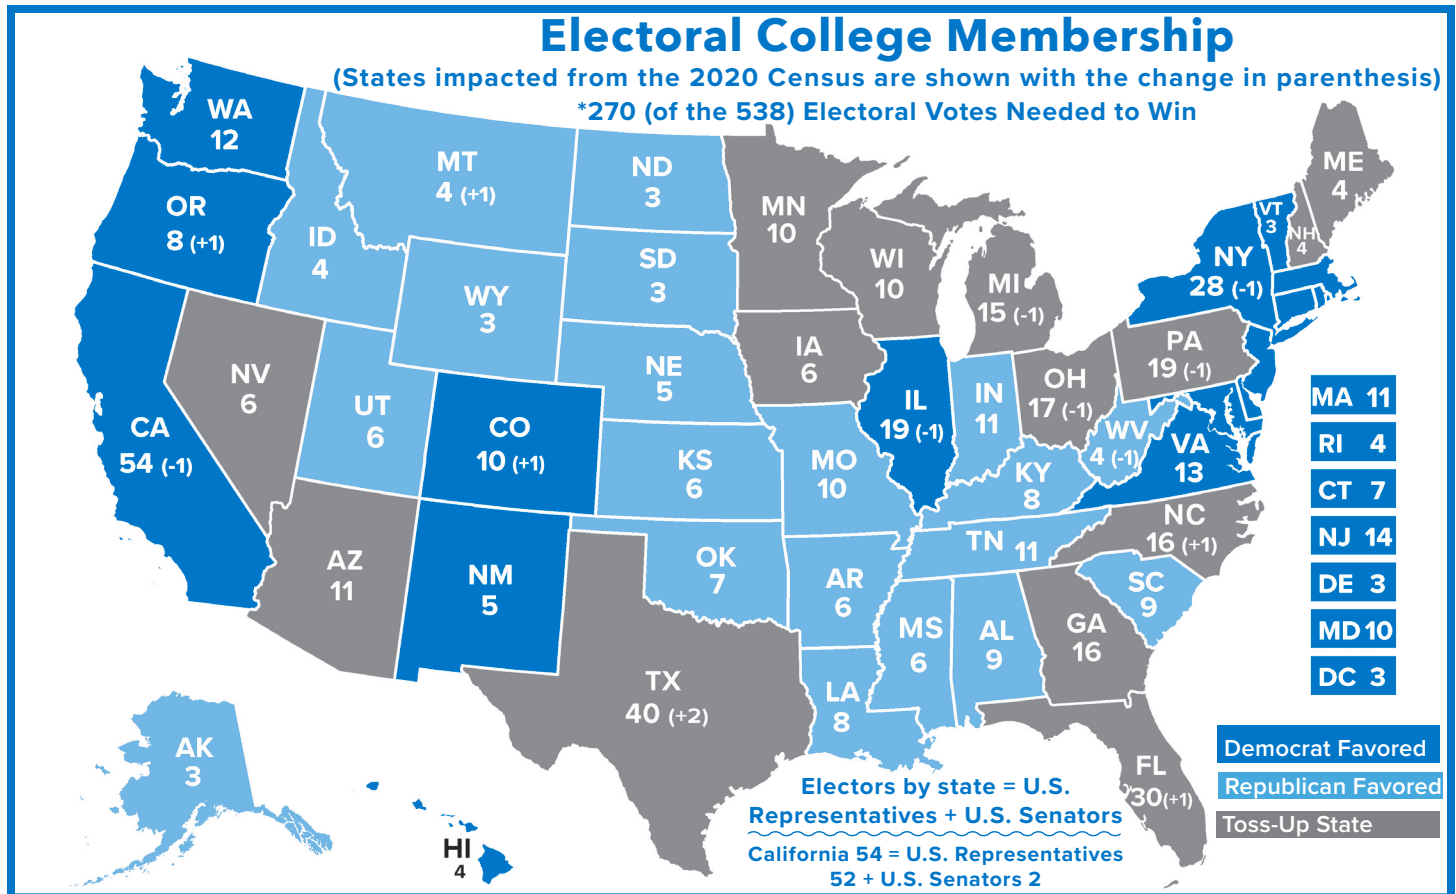 Electoral College Membership
(States impacted from the 2020 Census are shown with the change in parenthesis)
*270 (of the 538) Electoral Votes Needed to Win
WA
12
OR
8 (+1)
CA
54 (-1)
NV
6
ID
4
MT
4 (+1)
WY
3
UT
6
AZ
11
CO
10 (+1)
NM
5
ND
3
SD
3
NE
5
KS
6
OK
7
TX
40 (+2)
MN
10
IA
6
MO
10
AR
6
LA
8
WI
10
IL
19 (-1)
MI
15 (-1)
IN
11
OH
17 (-1)
KY
8
TN 11
MS
6
AL
9
GA
16
FL
30(+1)
SC
9
NC
16 (+1)
VA
13
WV
4 (-1)
PA
19 (-1)
NY
28 (-1)
VT
3
NH
4
ME
4
AK
3
HI
4
MA 11
RI 4
CT 7
NJ 14
DE 3
MD 10
DC 3
Democrat Favored
Republican Favored
Toss-Up State
Electors by state = U.S.
Representatives + U.S. Senators
California 54 = U.S. Representatives
52 + U.S. Senators 2